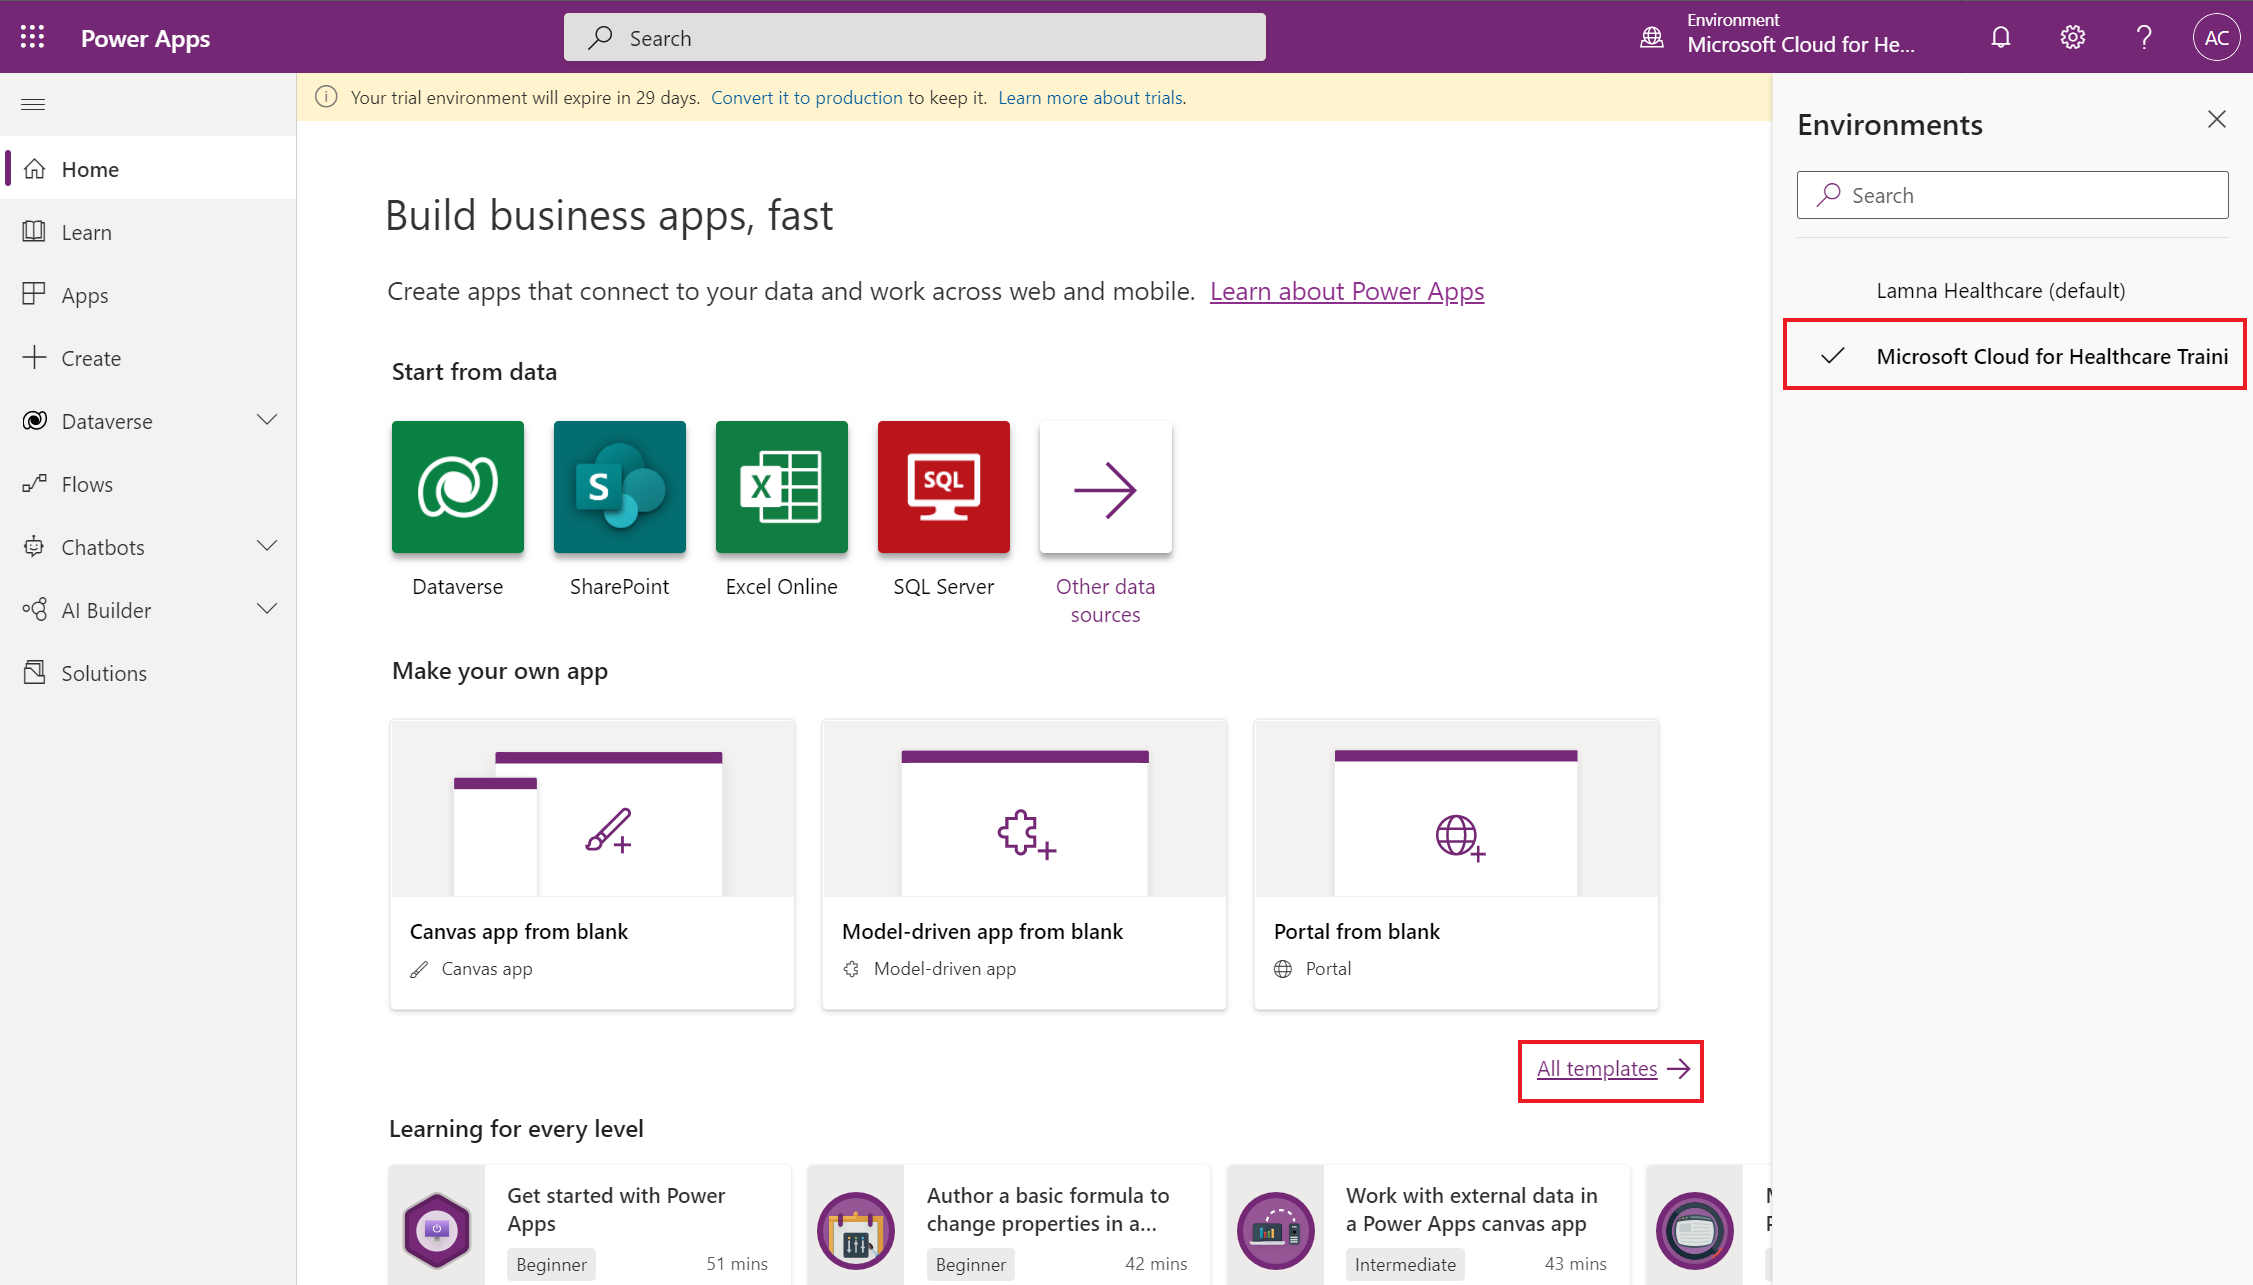 Power Apps
Search
Environment
Microsoft Cloud for He...
AC
Your trial environment will expire in 29 days. Convert it to production to keep it. Learn more about trials.
Home
Learn
Apps
Create
Dataverse
Flows
Chatbots
AI Builder
Solutions
Build business apps, fast
Create apps that connect to your data and work across web and mobile. Learn about Power Apps
Start from data
S
X
SQL
Dataverse
SharePoint
Excel Online
SQL Server
Other data
sources
Make your own app
Canvas app from blank
Canvas app
Model-driven app from blank
Model-driven app
Portal from blank
Portal
All templates
Learning for every level
Get started with Power
Apps
Beginner
51 mins
Author a basic formula to
change properties in a...
Beginner
42 mins
Work with external data in
a Power Apps canvas app
Intermediate
43 mins
Environments
Search
Lamna Healthcare (default)
Microsoft Cloud for Healthcare Traini